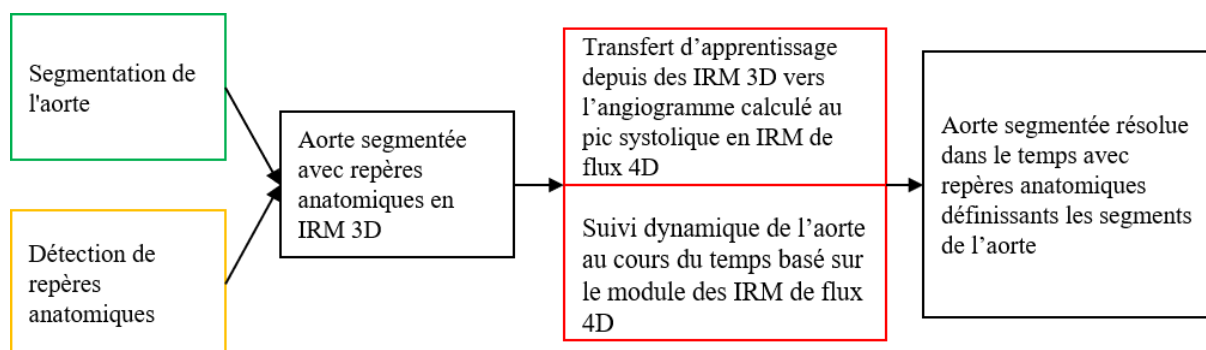 Segmentation de
l'aorte
Détection de
repères
anatomiques
Aorte segmentée
avec repères
anatomiques en
IRM 3D
Transfert d’apprentissage
depuis des IRM 3D vers
l’angiogramme calculé au
pic systolique en IRM de
flux 4D
Suivi dynamique de l’aorte
au cours du temps basé sur
le module des IRM de flux
4D
Aorte segmentée résolue
dans le temps avec
repères anatomiques
définissants les segments
de l’aorte